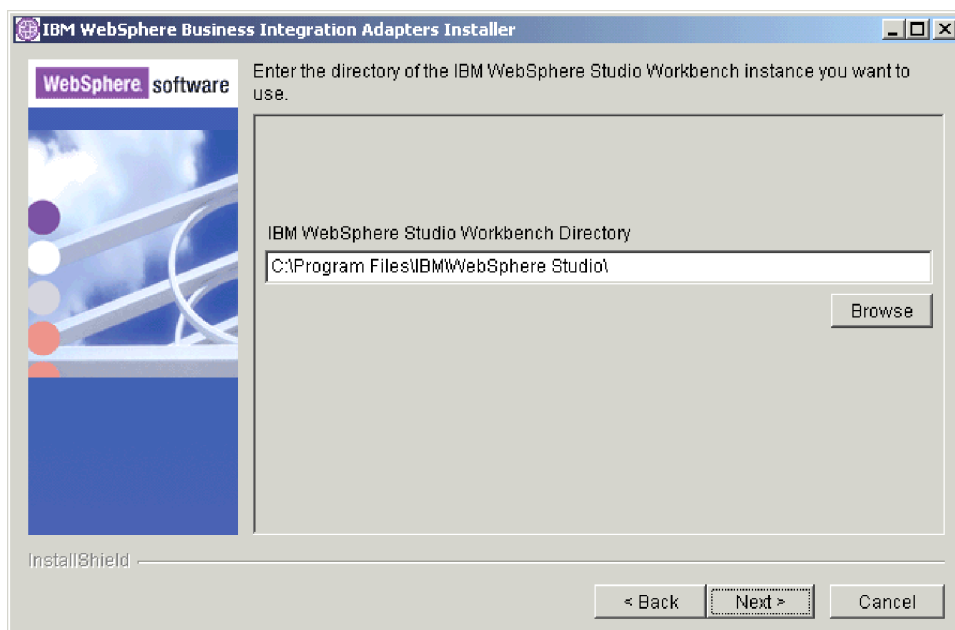 IBM WebSphere Business Integration Adapters Installer
WebSphere. software
Enter the directory of the IBM WebSphere Studio Workbench instance you want to
use.
IBM WebSphere Studio Workbench Directory
C:\Program Files\IBM\WebSphere Studio\
Browse
InstallShield
< Back
Next >
Cancel